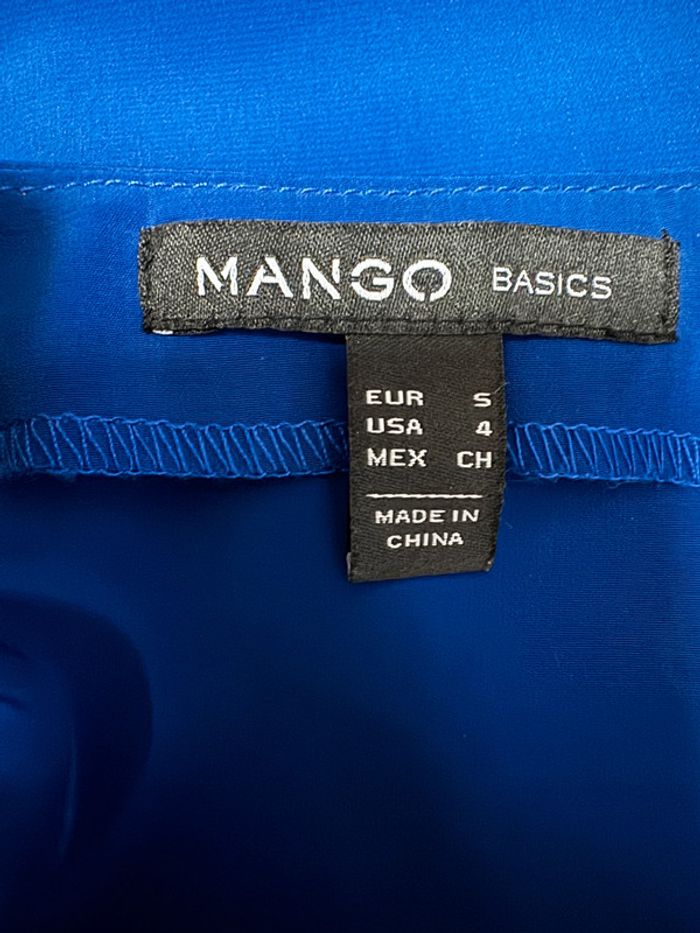 MANGO BASICS
EUR S
USA 4
MEX CH
MADE IN
CHINA